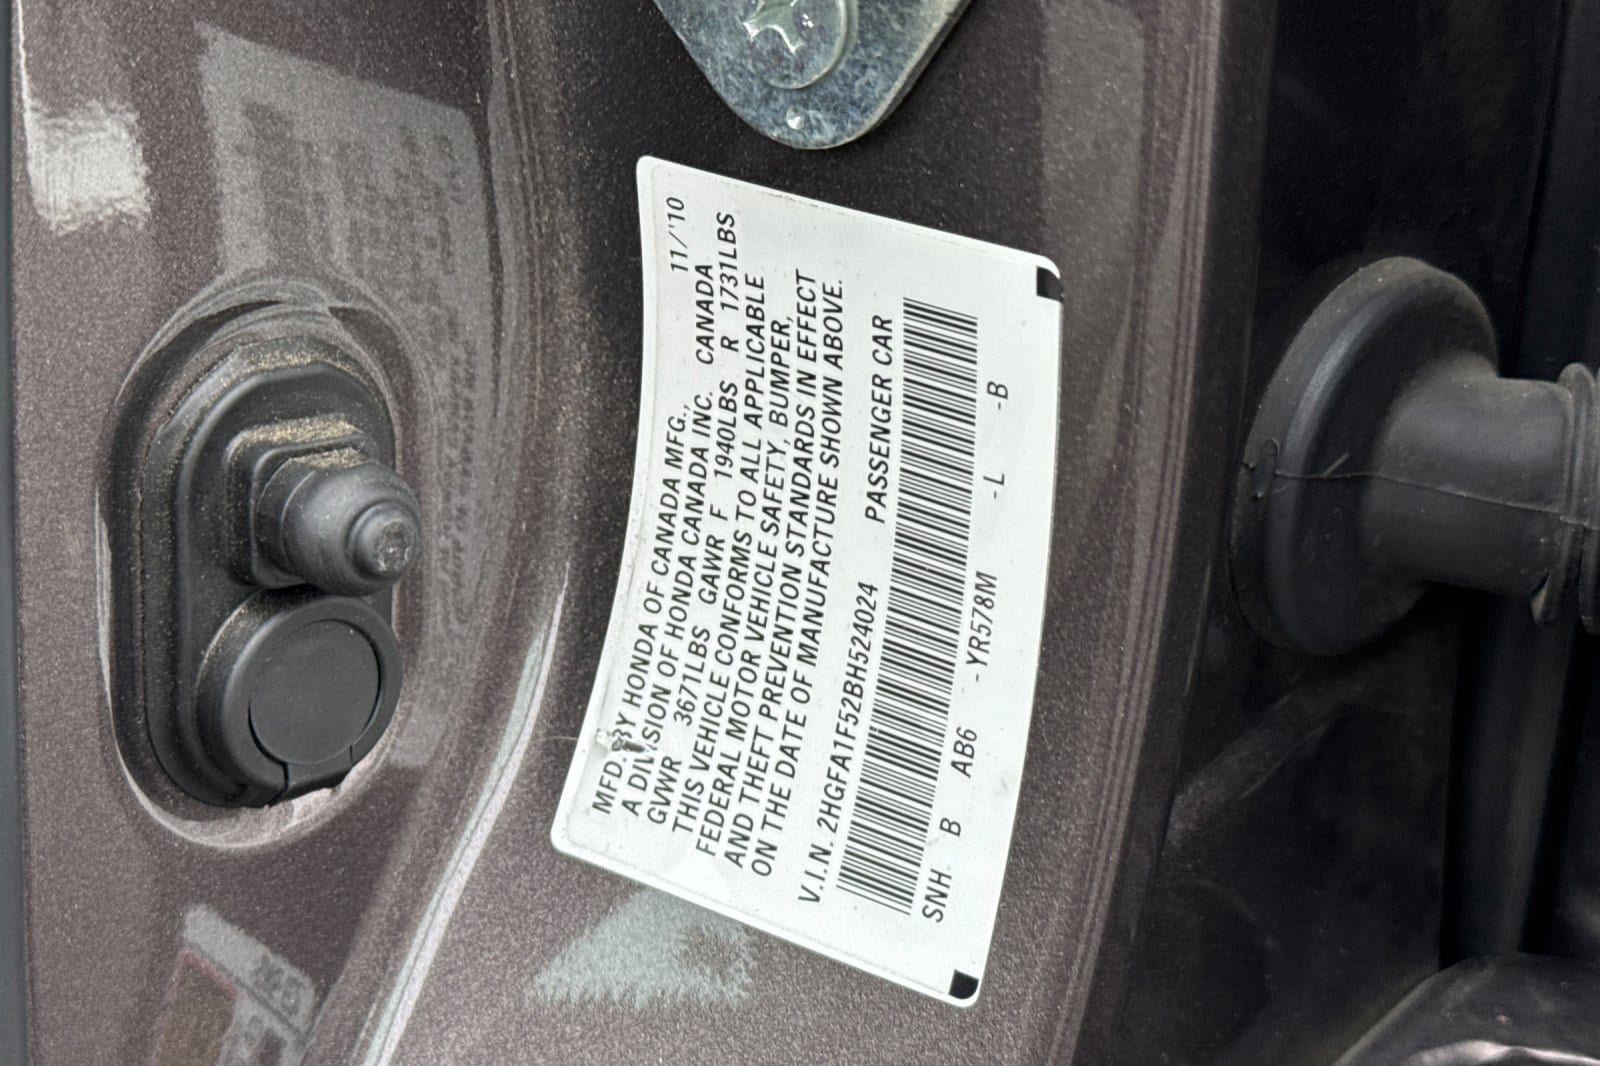 MFD. BY HONDA OF CANADA MFG., 11/'10
A DIVISION OF HONDA CANADA INC. CANADA
GVWR 3671LBS GAWR F 1940LBS R 1731LBS
THIS VEHICLE CONFORMS TO ALL APPLICABLE
FEDERAL MOTOR VEHICLE SAFETY, BUMPER,
AND THEFT PREVENTION STANDARDS IN EFFECT
ON THE DATE OF MANUFACTURE SHOWN ABOVE.
V.I.N. 2HGFA1F52BH524024 PASSENGER CAR
SNH B AB6 -YR578M -L -B